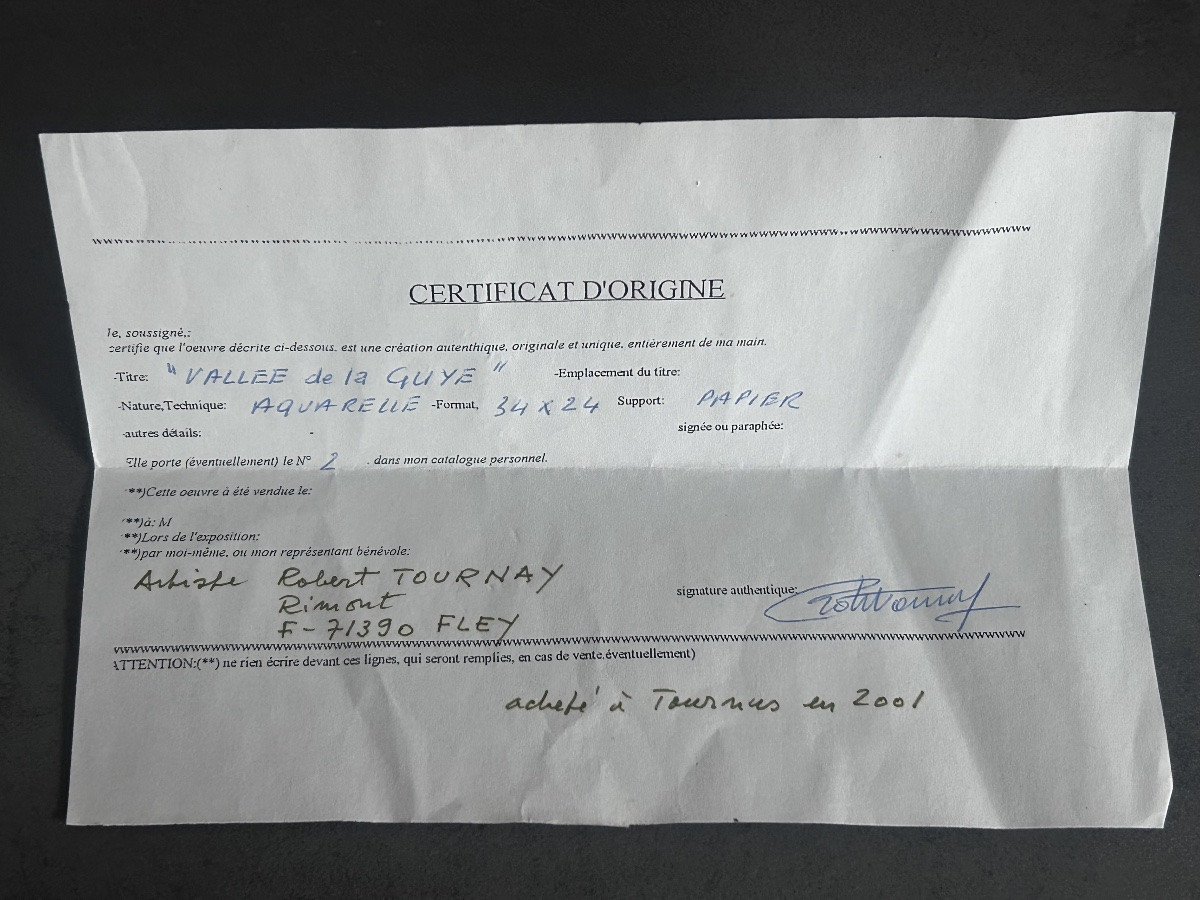 CERTIFICAT D'ORIGINE
Je, soussigné,:
certifie que l'oeuvre décrite ci-dessous, est une création autenthique, originale et unique, entièrement de ma main.
-Titre: "VALLEE de la GUYE" -Emplacement du titre:
-Nature,Technique: AQUARELLE -Format, 34 x 24 Support: PAPIER
-autres détails: - signée ou paraphée:
Elle porte (éventuellement) le N° 2 . dans mon catalogue personnel.
(**)Cette oeuvre à été vendue le:
(**)à: M
(**)Lors de l'exposition:
(**)par moi-même, ou mon représentant bénévole:
Artiste Robert TOURNAY
signature authentique:
Rimont
F-71390 FLEY
ATTENTION:(**) ne rien écrire devant ces lignes, qui seront remplies, en cas de vente,éventuellement)
acheté à Tournus en 2001